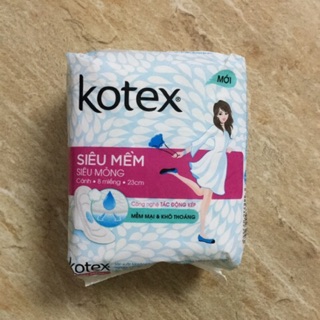 MỚI
kotex®
SIÊU MỀM
SIÊU MỎNG
Cánh • 8 miếng • 23cm
Công nghệ TÁC ĐỘNG KÉP
MỀM MẠI & KHÔ THOÁNG
kotex